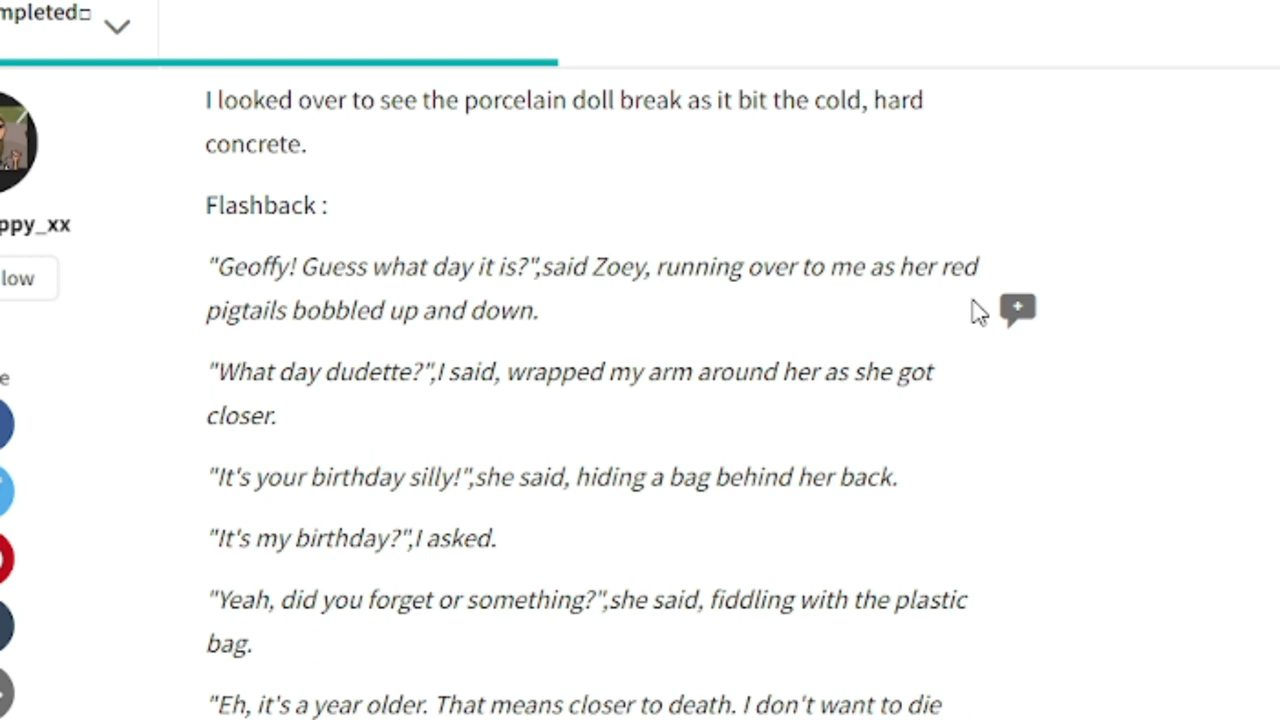 mpleted□
I looked over to see the porcelain doll break as it bit the cold, hard
concrete.
Flashback :
ppy_xx
"Geoffy! Guess what day it is?",said Zoey, running over to me as her red
low
pigtails bobbled up and down.
"What day dudette?",I said, wrapped my arm around her as she got
e
closer.
"It's your birthday silly!",she said, hiding a bag behind her back.
"It's my birthday?",I asked.
"Yeah, did you forget or something?",she said, fiddling with the plastic
bag.
"Eh, it's a year older. That means closer to death. I don't want to die